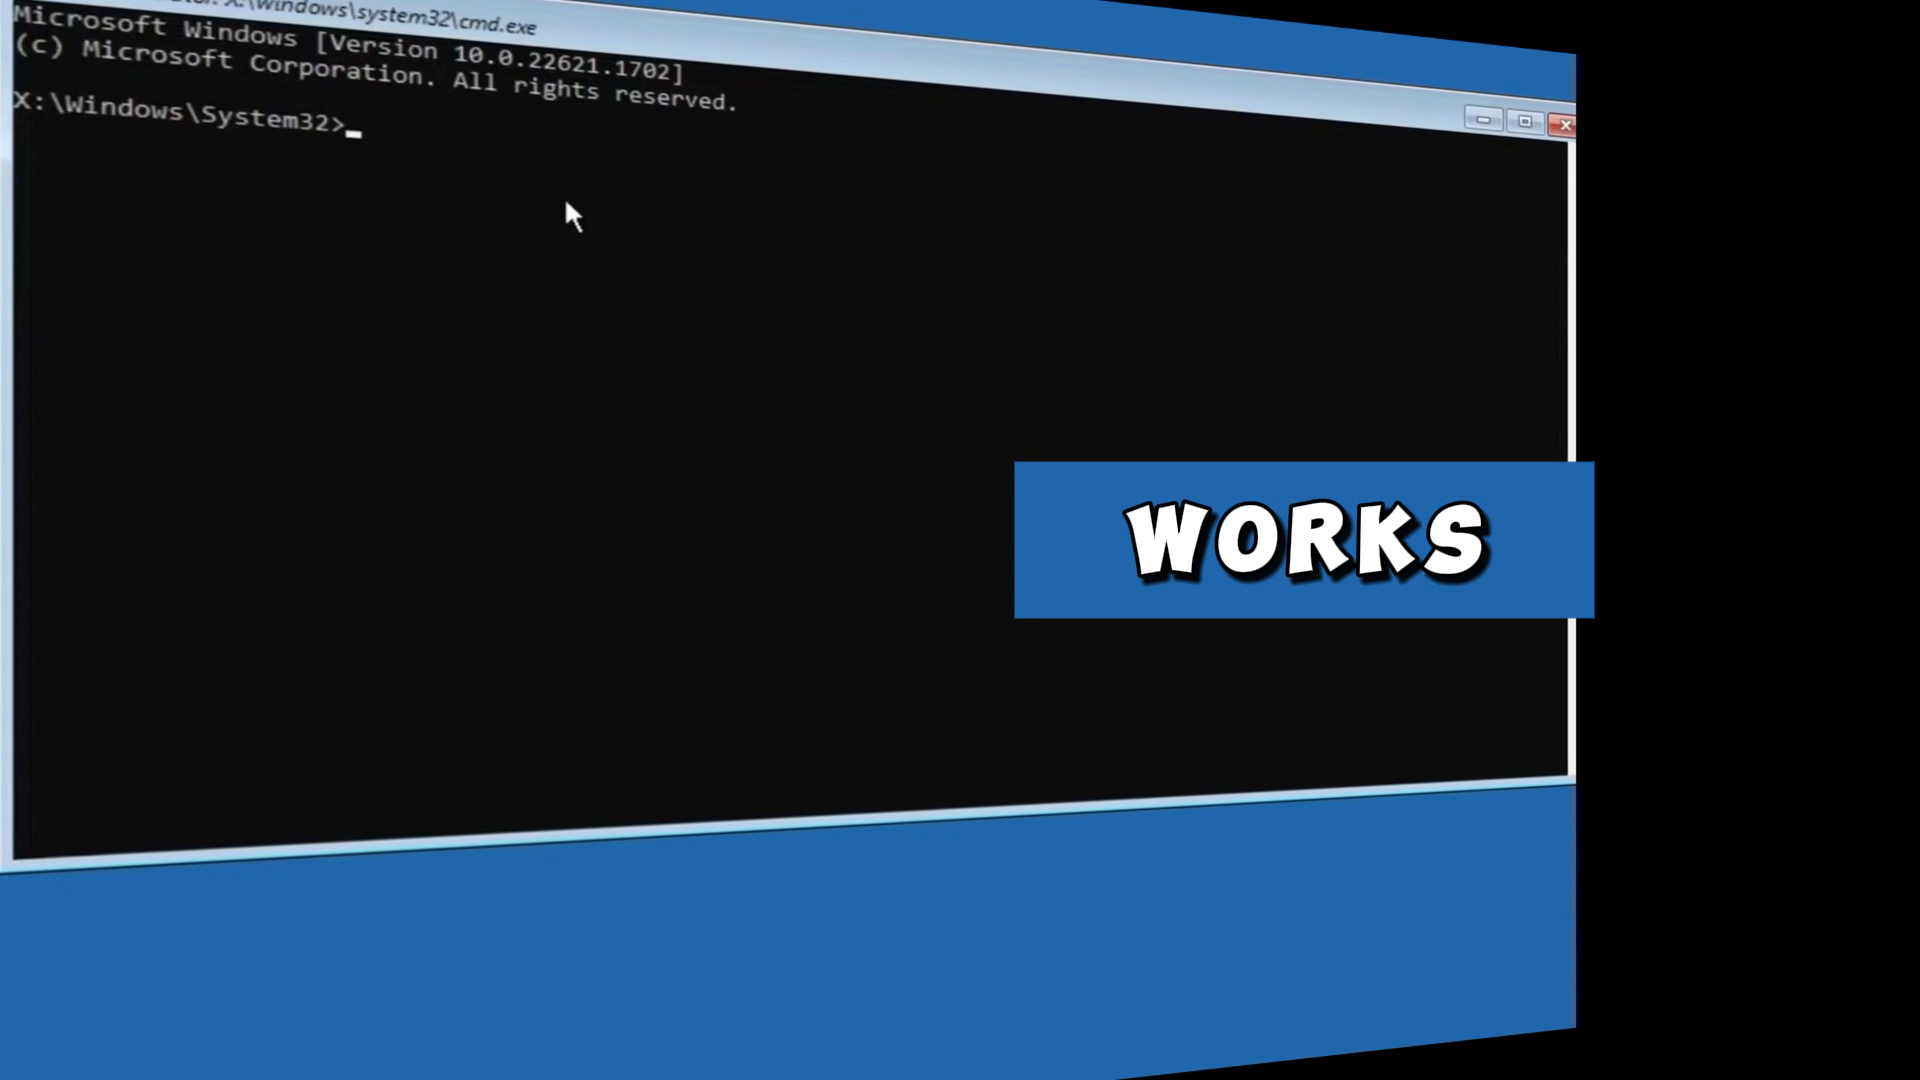 X:\Windows\system32\cmd.exe
Microsoft Windows [Version 10.0.22621.1702]
(c) Microsoft Corporation. All rights reserved.
X:\Windows\System32>
WORKS